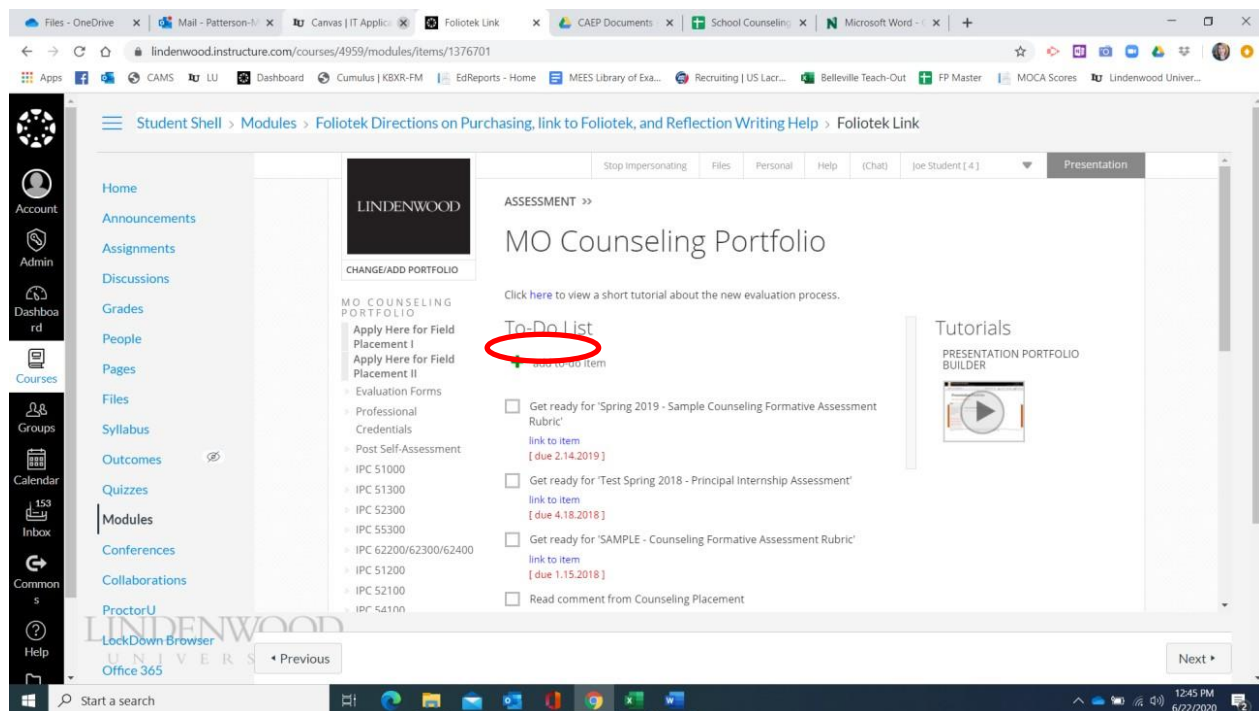 Files - OneDrive
Mail - Patterson-M
Canvas | IT Applic
Foliotek Link
CAEP Documents
School Counseling
Microsoft Word -
lindenwood.instructure.com/courses/4959/modules/items/1376701
Apps
CAMS
LU
Dashboard
Cumulus | KBXR-FM
EdReports - Home
MEES Library of Exa...
Recruiting | US Lacr...
Belleville Teach-Out
FP Master
MOCA Scores
Lindenwood Univer...
Student Shell > Modules > Foliotek Directions on Purchasing, link to Foliotek, and Reflection Writing Help > Foliotek Link
Account
Admin
Dashboa
rd
Courses
Groups
Calendar
153
Inbox
Common
s
Help
Home
Announcements
Assignments
Discussions
Grades
People
Pages
Files
Syllabus
Outcomes
Quizzes
Modules
Conferences
Collaborations
ProctorU
LockDown Browser
Office 365
LINDENWOOD
UNIVERS
Stop Impersonating Files Personal Help (Chat) Joe Student [ 4 ] Presentation
LINDENWOOD
CHANGE/ADD PORTFOLIO
MO COUNSELING
PORTFOLIO
Apply Here for Field
Placement I
Apply Here for Field
Placement II
Evaluation Forms
Professional
Credentials
Post Self-Assessment
IPC 51000
IPC 51300
IPC 52300
IPC 55300
IPC 62200/62300/62400
IPC 51200
IPC 52100
IPC 54100
ASSESSMENT »
MO Counseling Portfolio
Click here to view a short tutorial about the new evaluation process.
To-Do List
add to-do item
Get ready for 'Spring 2019 - Sample Counseling Formative Assessment
Rubric'
link to item
[ due 2.14.2019 ]
Get ready for 'Test Spring 2018 - Principal Internship Assessment'
link to item
[ due 4.18.2018 ]
Get ready for 'SAMPLE - Counseling Formative Assessment Rubric'
link to item
[ due 1.15.2018 ]
Read comment from Counseling Placement
Tutorials
PRESENTATION PORTFOLIO
BUILDER
Previous
Next
Start a search
12:45 PM
6/22/2020
2